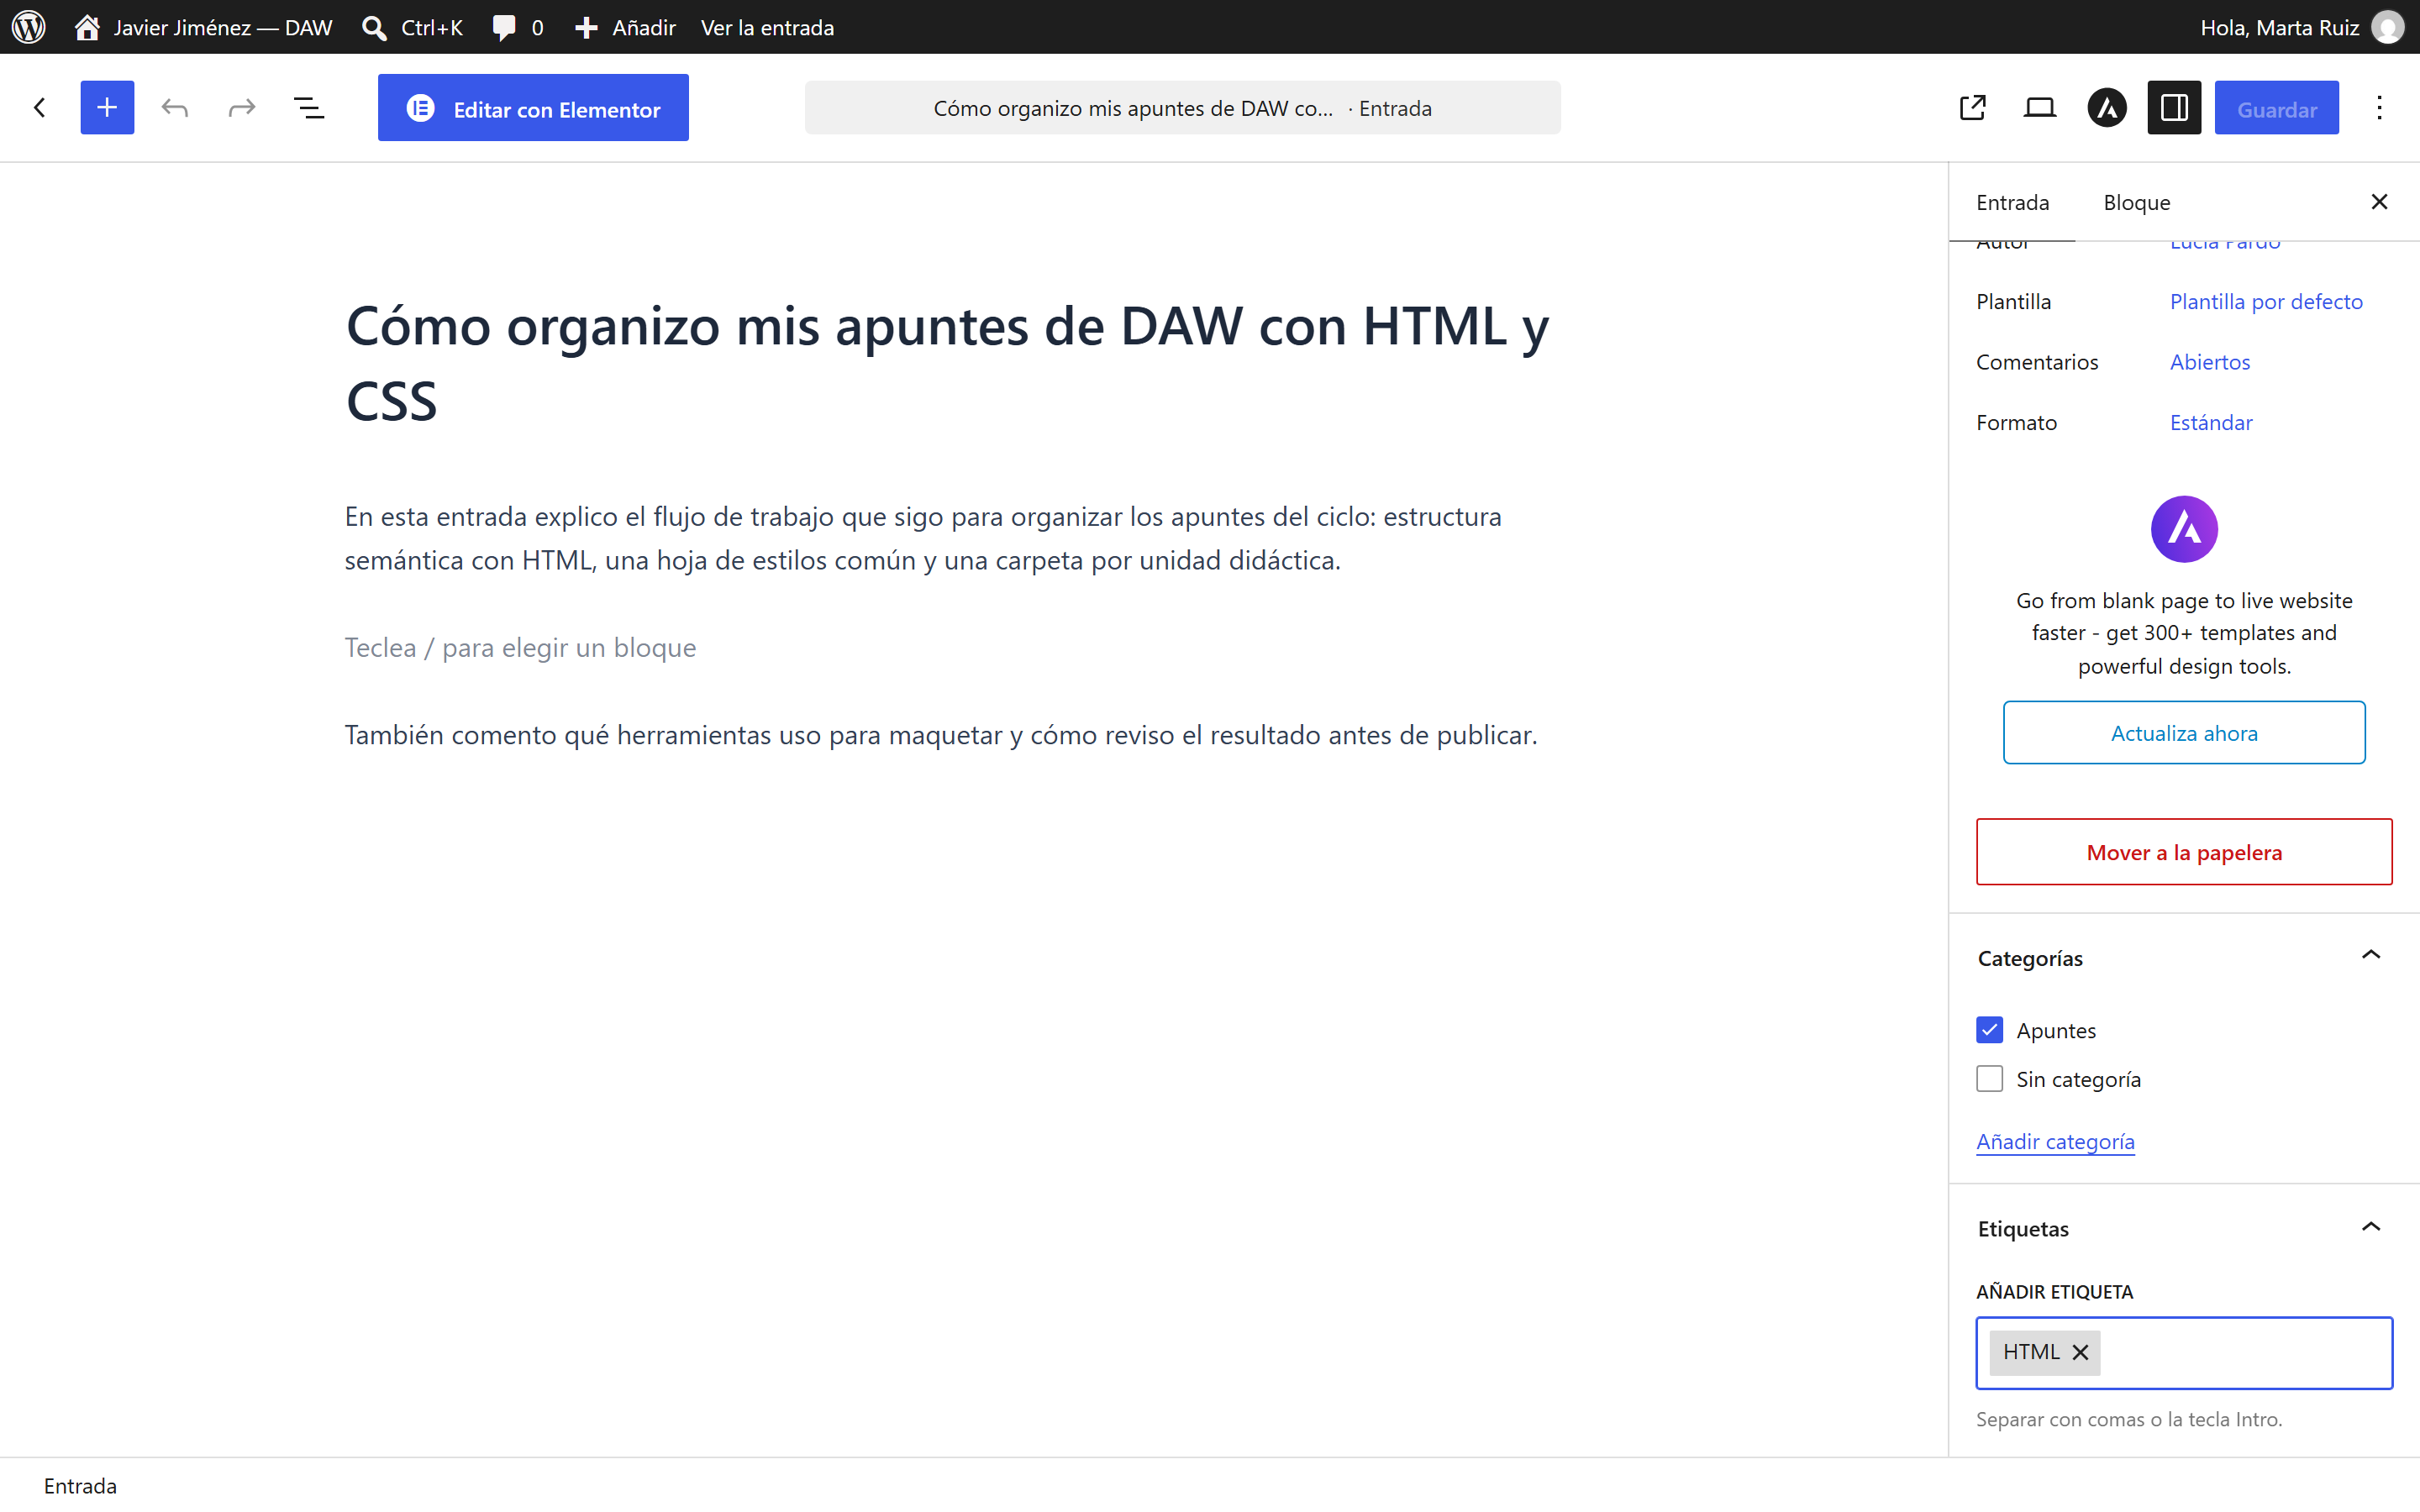 Javier Jiménez — DAW Ctrl+K 0 Añadir Ver la entrada Hola, Marta Ruiz
Editar con Elementor Cómo organizo mis apuntes de DAW co... · Entrada Guardar
Entrada Bloque
Autor Lucía Pardo
Plantilla Plantilla por defecto
Comentarios Abiertos
Formato Estándar
Go from blank page to live website
faster - get 300+ templates and
powerful design tools.
Actualiza ahora
Mover a la papelera
Categorías
Apuntes
Sin categoría
Añadir categoría
Etiquetas
AÑADIR ETIQUETA
HTML
Separar con comas o la tecla Intro.
Cómo organizo mis apuntes de DAW con HTML y
CSS
En esta entrada explico el flujo de trabajo que sigo para organizar los apuntes del ciclo: estructura
semántica con HTML, una hoja de estilos común y una carpeta por unidad didáctica.
Teclea / para elegir un bloque
También comento qué herramientas uso para maquetar y cómo reviso el resultado antes de publicar.
Entrada